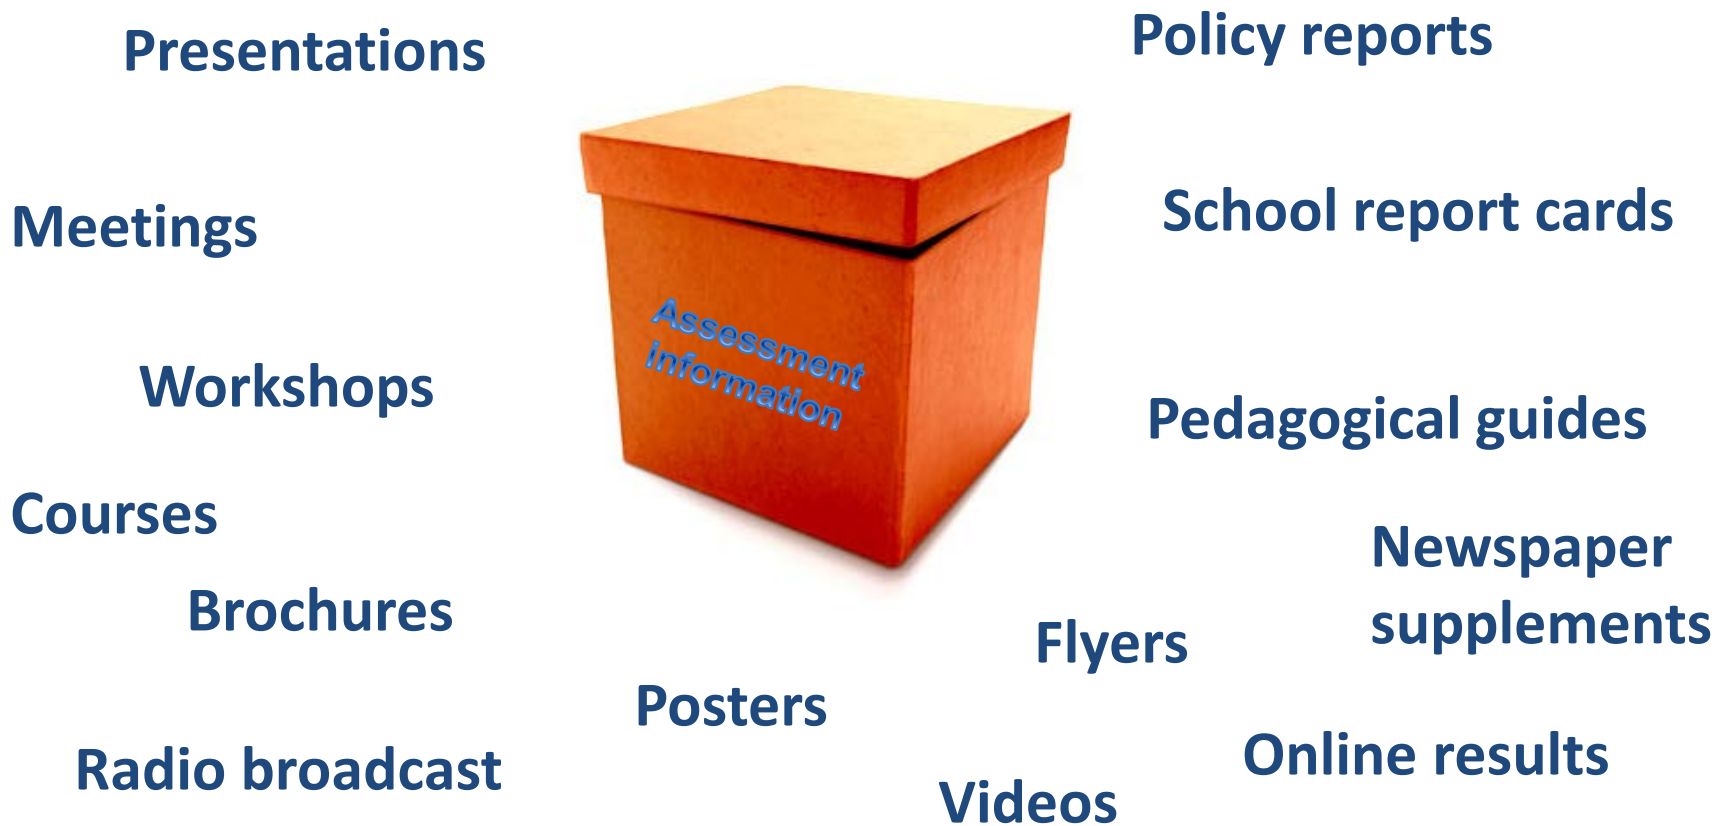 Presentations
Policy reports
Meetings
School report cards
Assessment
information
Workshops
Pedagogical guides
Courses
Newspaper
supplements
Brochures
Flyers
Posters
Radio broadcast
Online results
Videos